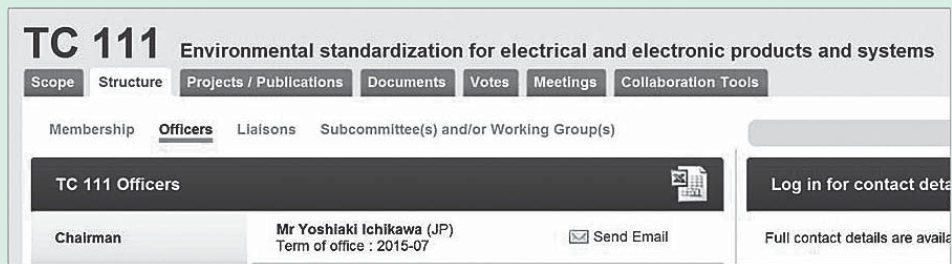 TC 111 Environmental standardization for electrical and electronic products and systems
Scope Structure Projects / Publications Documents Votes Meetings Collaboration Tools
Membership Officers Liaisons Subcommittee(s) and/or Working Group(s)
TC 111 Officers
Log in for contact deta
Chairman
Mr Yoshiaki Ichikawa (JP)
Term of office : 2015-07
Send Email
Full contact details are availa